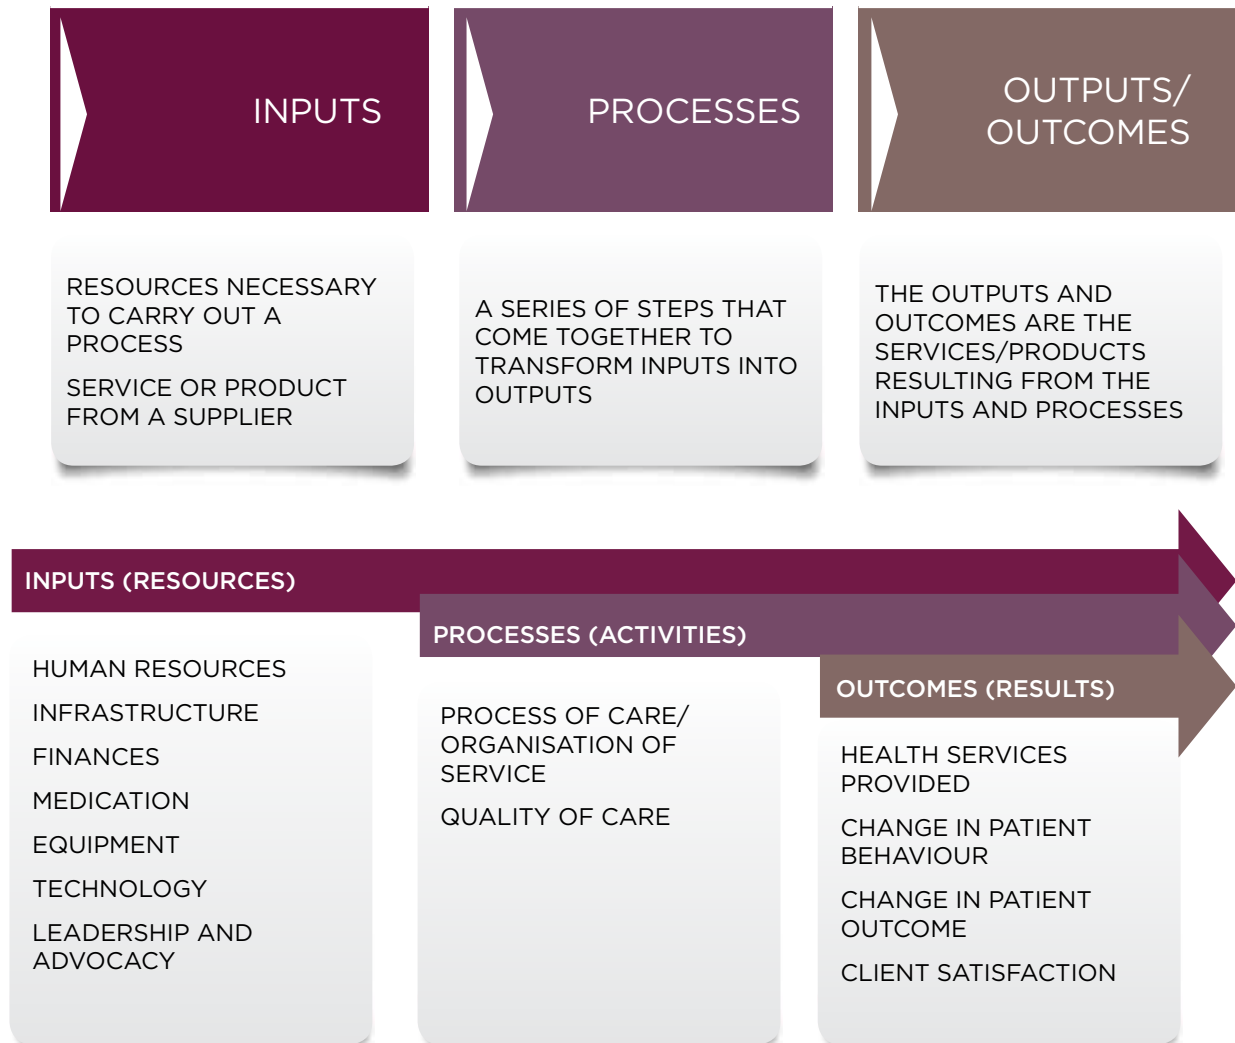 INPUTS
PROCESSES
OUTPUTS/
OUTCOMES
RESOURCES NECESSARY
TO CARRY OUT A
PROCESS
SERVICE OR PRODUCT
FROM A SUPPLIER
A SERIES OF STEPS THAT
COME TOGETHER TO
TRANSFORM INPUTS INTO
OUTPUTS
THE OUTPUTS AND
OUTCOMES ARE THE
SERVICES/PRODUCTS
RESULTING FROM THE
INPUTS AND PROCESSES
INPUTS (RESOURCES)
HUMAN RESOURCES
INFRASTRUCTURE
FINANCES
MEDICATION
EQUIPMENT
TECHNOLOGY
LEADERSHIP AND
ADVOCACY
PROCESSES (ACTIVITIES)
PROCESS OF CARE/
ORGANISATION OF
SERVICE
QUALITY OF CARE
OUTCOMES (RESULTS)
HEALTH SERVICES
PROVIDED
CHANGE IN PATIENT
BEHAVIOUR
CHANGE IN PATIENT
OUTCOME
CLIENT SATISFACTION